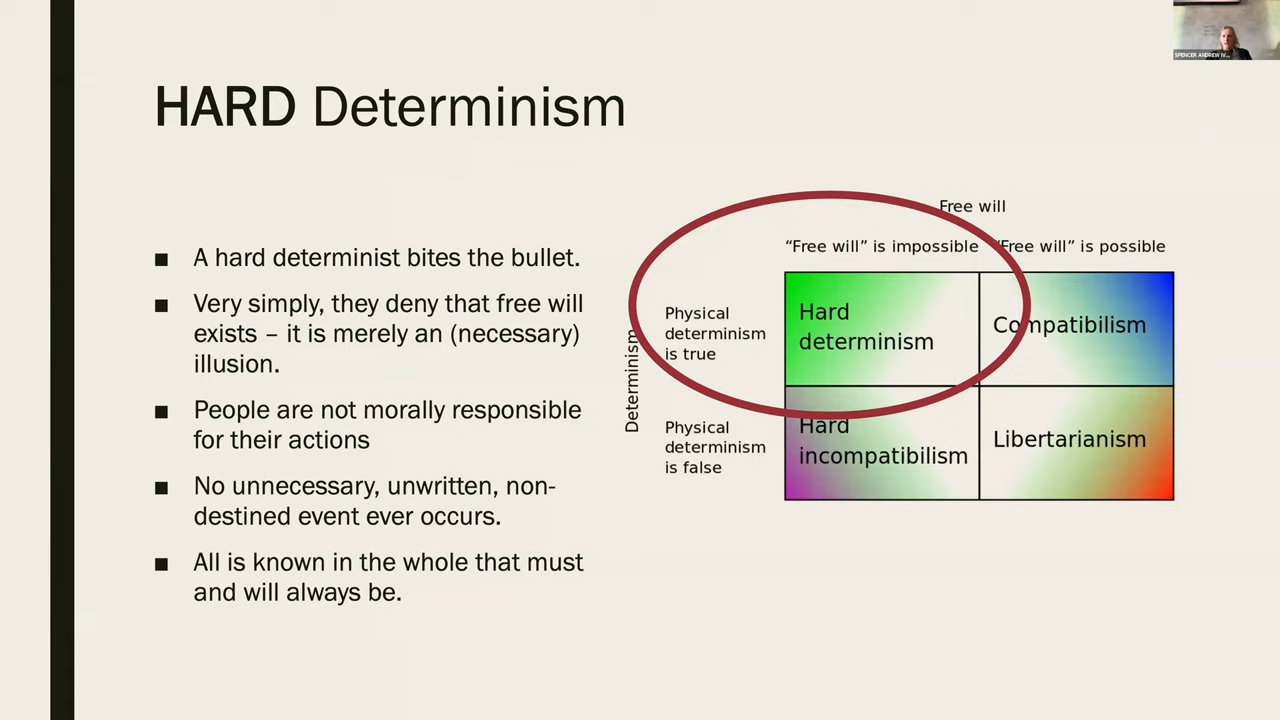 SPENCER ANDREW IV...
HARD Determinism
■ A hard determinist bites the bullet.
■ Very simply, they deny that free will
exists – it is merely an (necessary)
illusion.
■ People are not morally responsible
for their actions
■ No unnecessary, unwritten, non-
destined event ever occurs.
■ All is known in the whole that must
and will always be.
Free will
“Free will” is impossible
“Free will” is possible
Determinism
Physical
determinism
is true
Hard
determinism
Compatibilism
Physical
determinism
is false
Hard
incompatibilism
Libertarianism